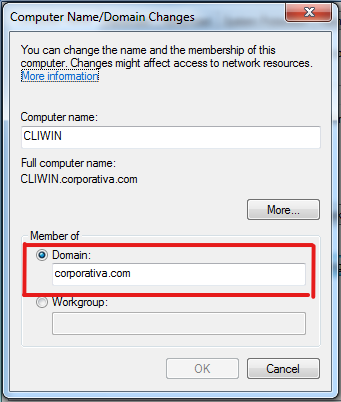 Computer Name/Domain Changes
You can change the name and the membership of this
computer. Changes might affect access to network resources.
More information
Computer name:
CLIWIN
Full computer name:
CLIWIN.corporativa.com
More...
Member of
Domain:
corporativa.com
Workgroup:
OK
Cancel